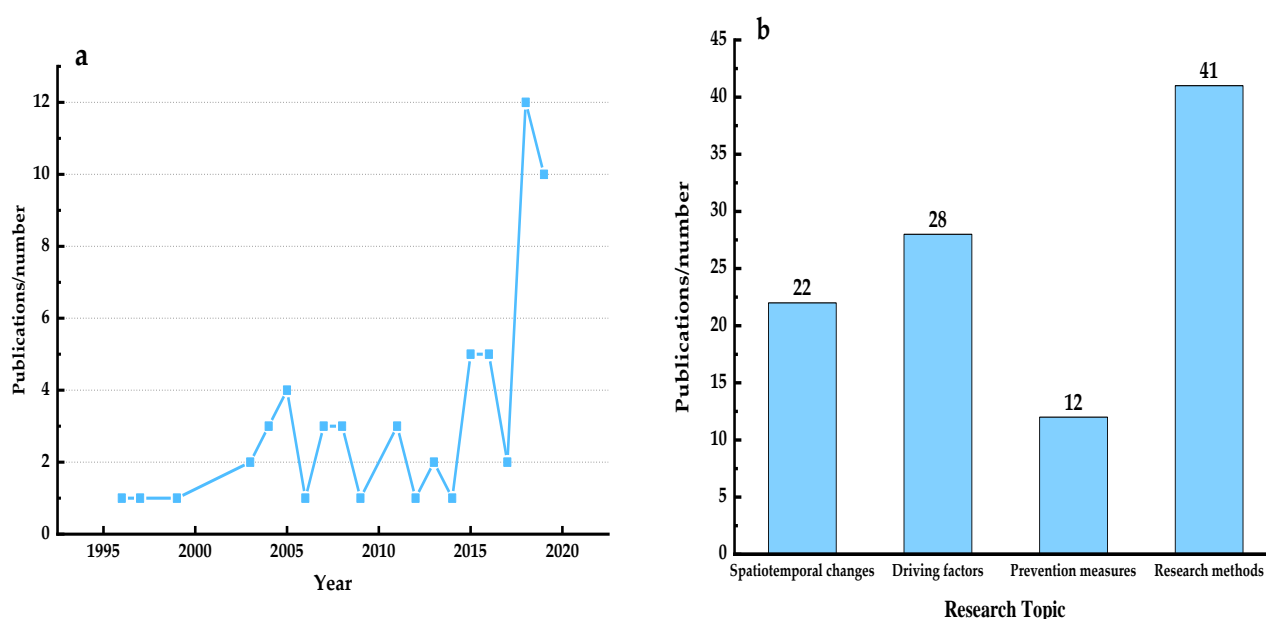 a
Publications/number
12
10
8
6
4
2
0
1995 2000 2005 2010 2015 2020
Year
b
Publications/number
45
40
35
30
25
20
15
10
5
0
22
28
12
41
Spatiotemporal changes Driving factors Prevention measures Research methods
Research Topic